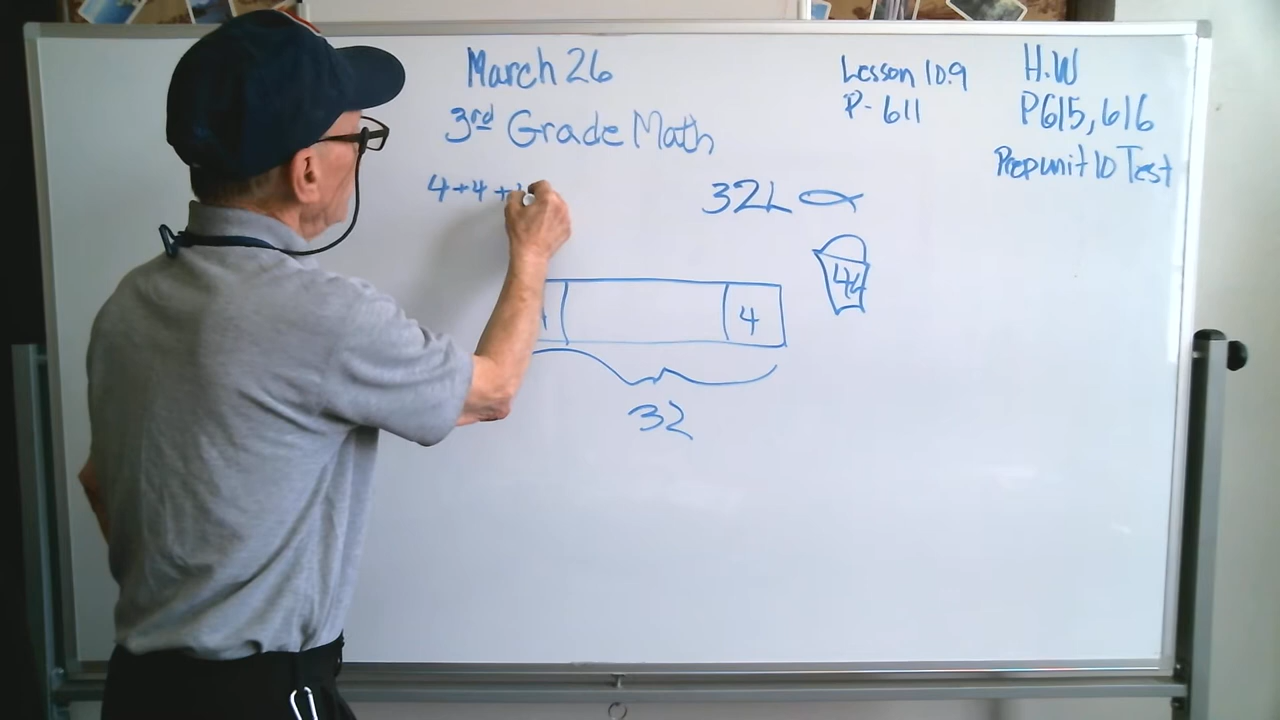 March 26
3rd Grade Math
Lesson 10.9
P- 611
H.W
P615, 616
Prep unit 10 Test
4+4+
32L
4
32